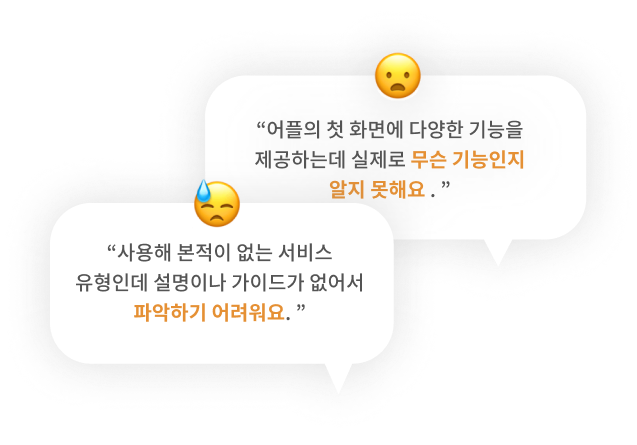 “어플의 첫 화면에 다양한 기능을
제공하는데 실제로 무슨 기능인지
알지 못해요 . ”
“사용해 본적이 없는 서비스
유형인데 설명이나 가이드가 없어서
파악하기 어려워요. ”